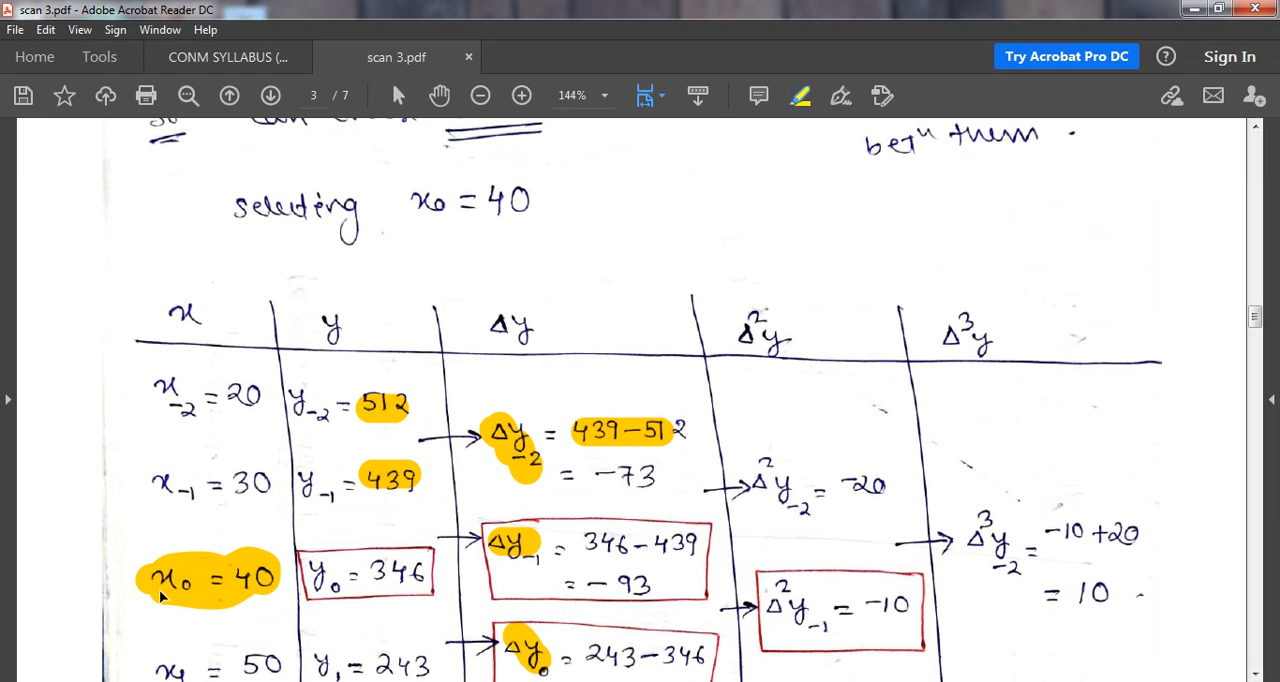 scan 3.pdf - Adobe Acrobat Reader DC
File Edit View Sign Window Help
Home Tools CONM SYLLABUS (... scan 3.pdf × Try Acrobat Pro DC ? Sign In
3 / 7 144%
betⁿ them .
selecting x₀ = 40
x y Δy Δ²y Δ³y
x₋₂ = 20 y₋₂ = 512
Δy₋₂ = 439-512
= -73
x₋₁ = 30 y₋₁ = 439 Δ²y₋₂ = -20
Δy₋₁ = 346-439 Δ³y₋₂ = -10+20
= -93 = 10
x₀ = 40 y₀ = 346 Δ²y₋₁ = -10
Δy₀ = 243-346
x₁ = 50 y₁ = 243